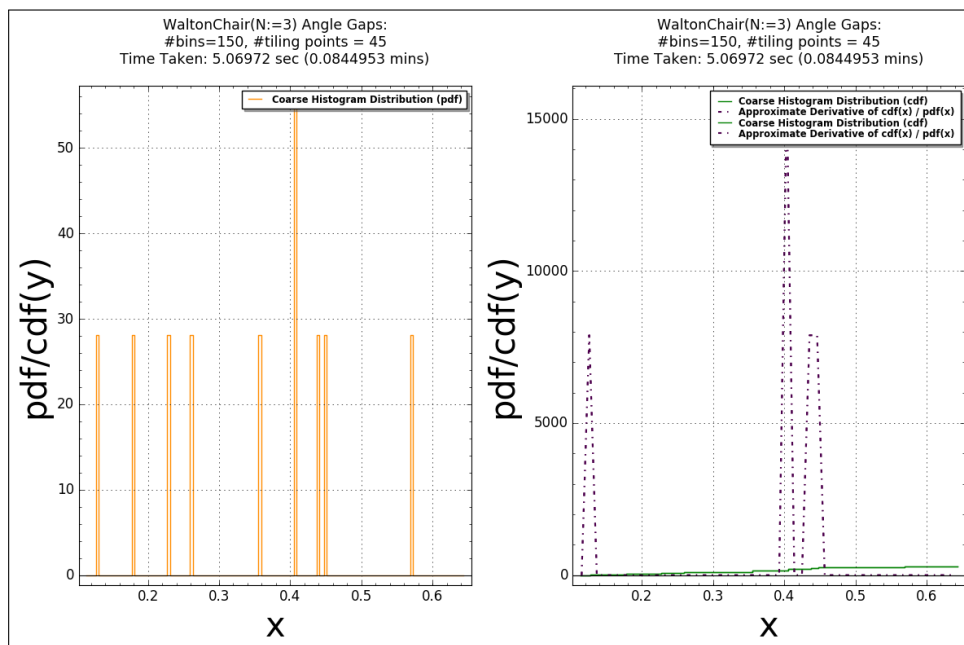 WaltonChair(N:=3) Angle Gaps:
#bins=150, #tiling points = 45
Time Taken: 5.06972 sec (0.0844953 mins)
Coarse Histogram Distribution (pdf)
50
40
30
20
10
0
pdf/cdf(y)
0.2
0.3
0.4
0.5
0.6
x
WaltonChair(N:=3) Angle Gaps:
#bins=150, #tiling points = 45
Time Taken: 5.06972 sec (0.0844953 mins)
Coarse Histogram Distribution (cdf)
Approximate Derivative of cdf(x) / pdf(x)
Coarse Histogram Distribution (cdf)
Approximate Derivative of cdf(x) / pdf(x)
15000
10000
5000
0
pdf/cdf(y)
0.2
0.3
0.4
0.5
0.6
x